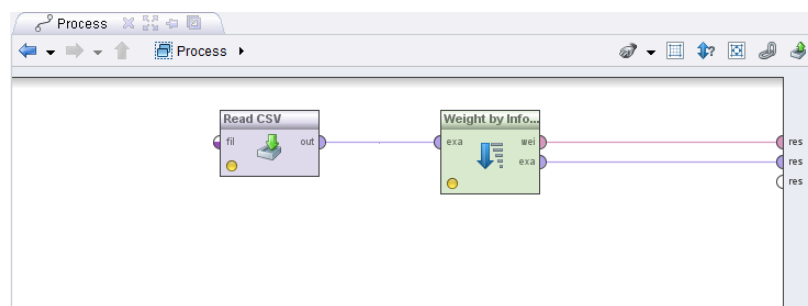 Process
Process
Read CSV
fil
out
Weight by Info...
exa
wei
exa
res
res
res